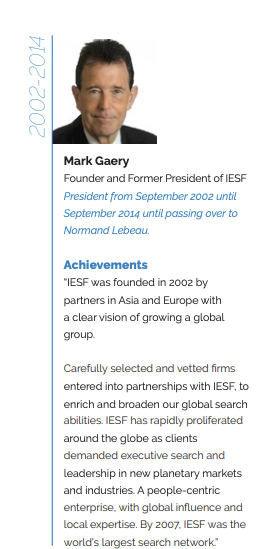 2002-2014
Mark Gaery
Founder and Former President of IESF
President from September 2002 until
September 2014 until passing over to
Normand Lebeau.
Achievements
"IESF was founded in 2002 by
partners in Asia and Europe with
a clear vision of growing a global
group.
Carefully selected and vetted firms
entered into partnerships with IESF, to
enrich and broaden our global search
abilities. IESF has rapidly proliferated
around the globe as clients
demanded executive search and
leadership in new planetary markets
and industries. A people-centric
enterprise, with global influence and
local expertise. By 2007, IESF was the
world's largest search network."